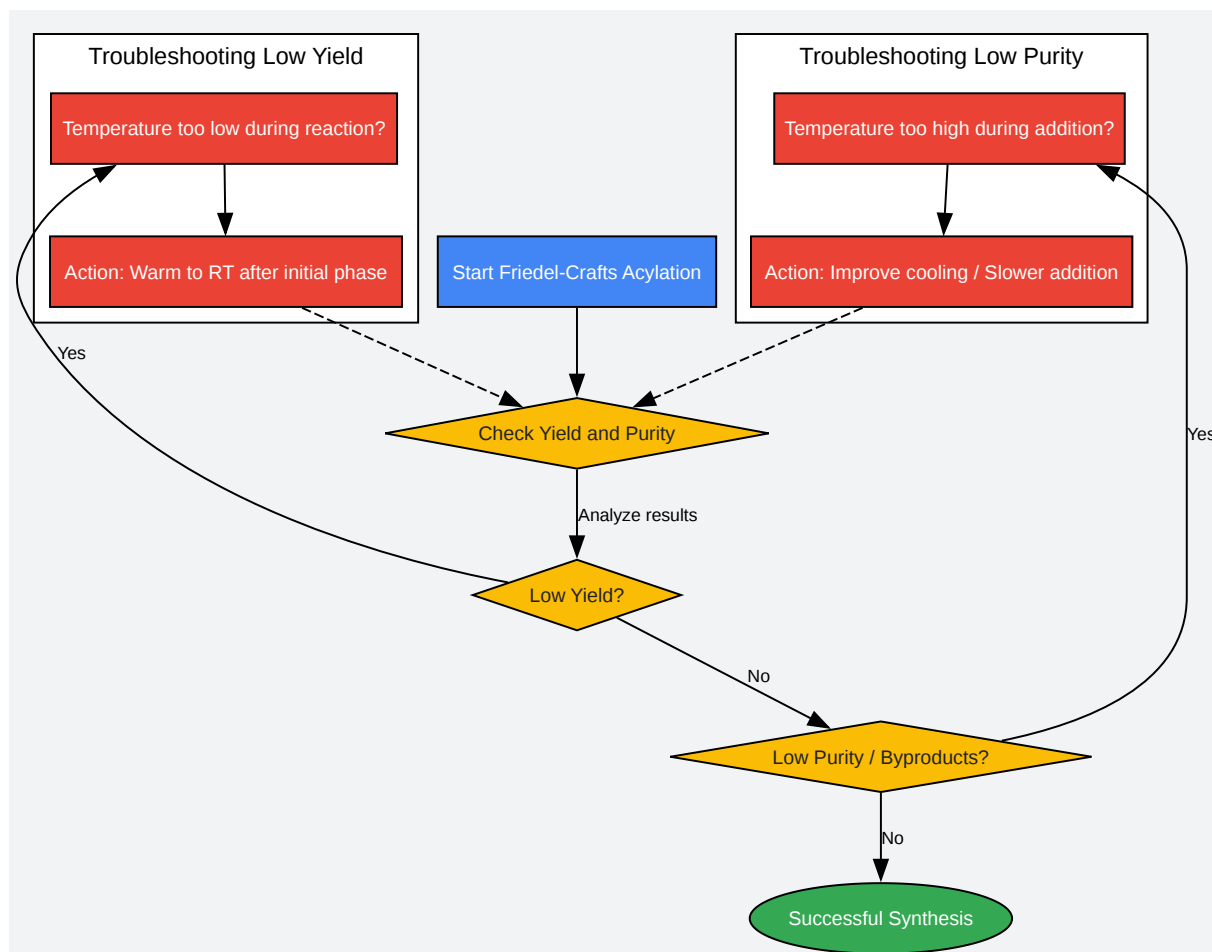 Troubleshooting Low Yield
Troubleshooting Low Purity
Temperature too low during reaction?
Temperature too high during addition?
Action: Warm to RT after initial phase
Start Friedel-Crafts Acylation
Action: Improve cooling / Slower addition
Yes
Check Yield and Purity
Yes
Analyze results
Low Yield?
No
Low Purity / Byproducts?
No
Successful Synthesis